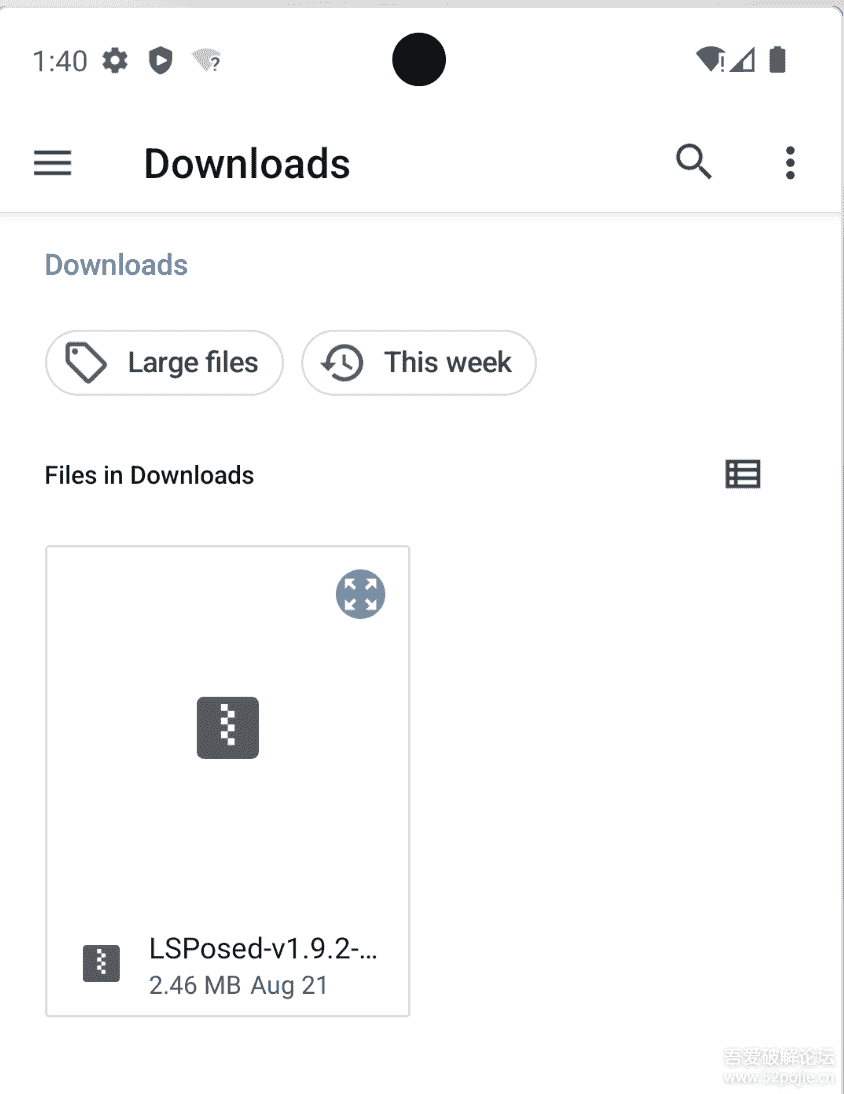 1:40
Downloads
Downloads
Large files
This week
Files in Downloads
LSPosed-v1.9.2-...
2.46 MB Aug 21
吾爱破解论坛
www.52pojie.cn